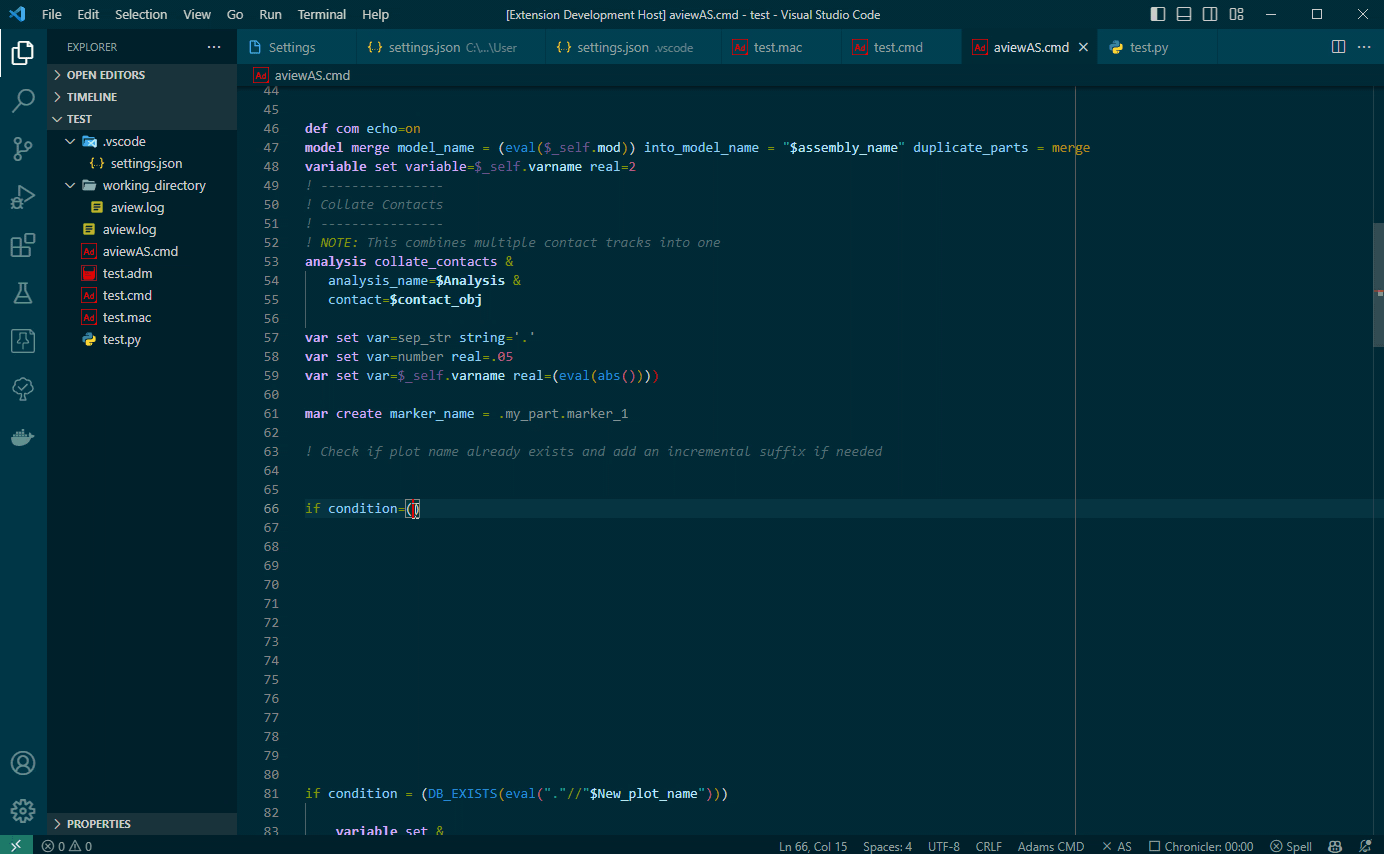 File Edit Selection View Go Run Terminal Help [Extension Development Host] aviewAS.cmd - test - Visual Studio Code
EXPLORER
OPEN EDITORS
TIMELINE
TEST
.vscode
settings.json
working_directory
aview.log
aview.log
aviewAS.cmd
test.adm
test.cmd
test.mac
test.py
PROPERTIES
Settings settings.json C:\...\User settings.json .vscode test.mac test.cmd aviewAS.cmd test.py
aviewAS.cmd
44
45
46 def com echo=on
47 model merge model_name = (eval($_self.mod)) into_model_name = "$assembly_name" duplicate_parts = merge
48 variable set variable=$_self.varname real=2
49 ! ----------------
50 ! Collate Contacts
51 ! ----------------
52 ! NOTE: This combines multiple contact tracks into one
53 analysis collate_contacts &
54 analysis_name=$Analysis &
55 contact=$contact_obj
56
57 var set var=sep_str string='.'
58 var set var=number real=.05
59 var set var=$_self.varname real=(eval(abs())))
60
61 mar create marker_name = .my_part.marker_1
62
63 ! Check if plot name already exists and add an incremental suffix if needed
64
65
66 if condition=()
67
68
69
70
71
72
73
74
75
76
77
78
79
80
81 if condition = (DB_EXISTS(eval("."//"$New_plot_name")))
82
83 variable set &
0 0 Ln 66, Col 15 Spaces: 4 UTF-8 CRLF Adams CMD AS Chronicler: 00:00 Spell